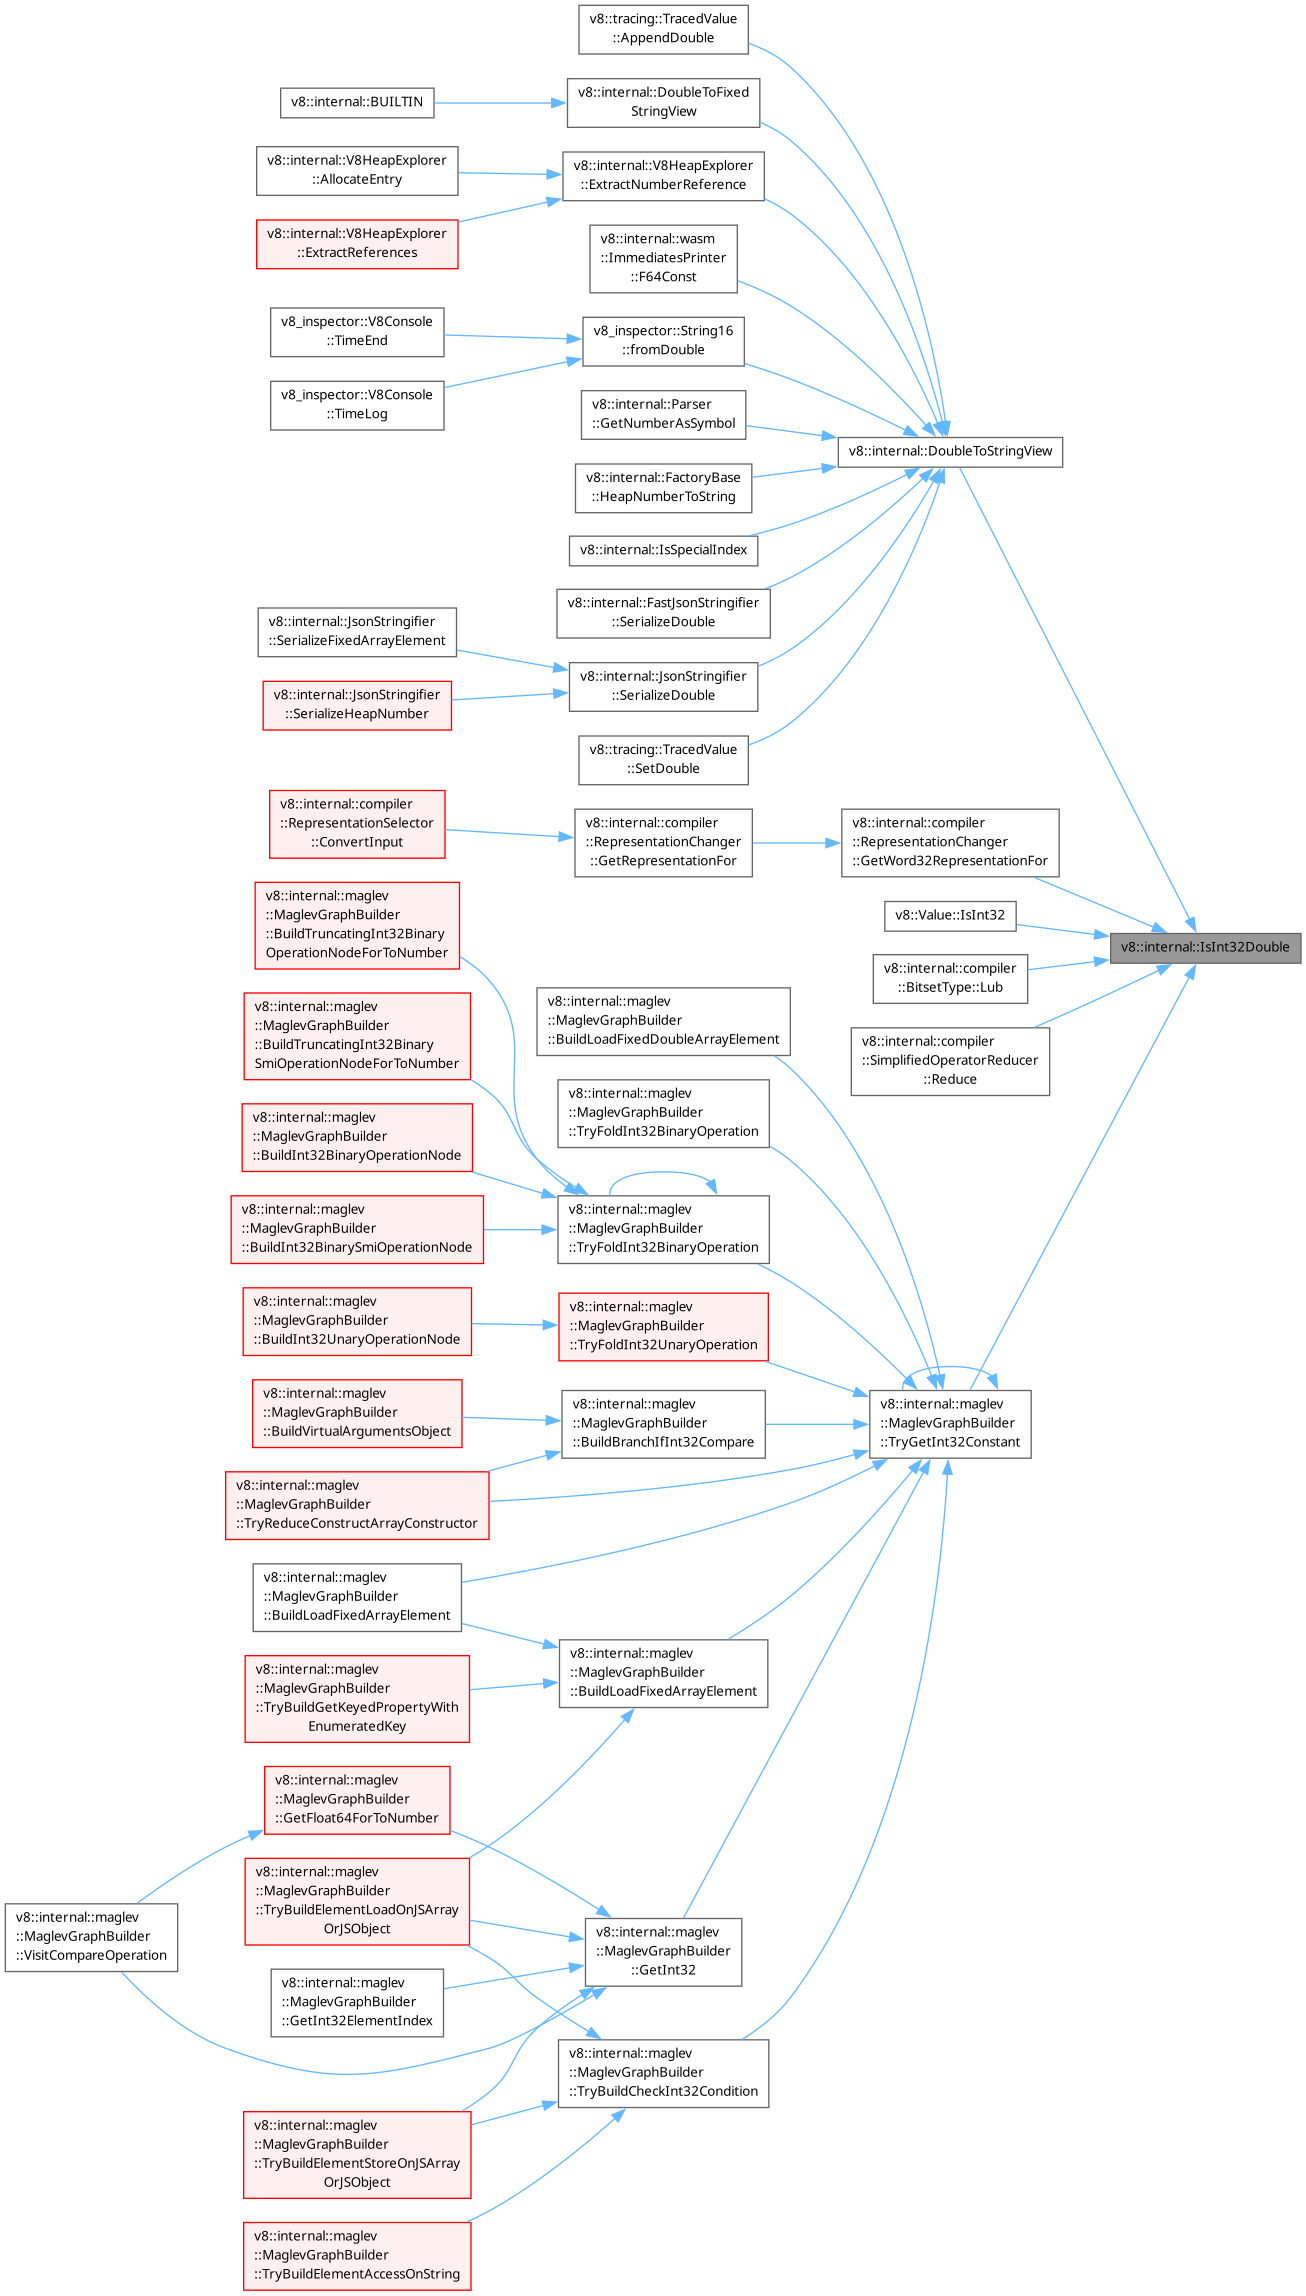 v8::tracing::TracedValue
::AppendDouble
v8::internal::DoubleToFixed
StringView
v8::internal::BUILTIN
v8::internal::V8HeapExplorer
::AllocateEntry
v8::internal::V8HeapExplorer
::ExtractNumberReference
v8::internal::V8HeapExplorer
::ExtractReferences
v8::internal::wasm
::ImmediatesPrinter
::F64Const
v8_inspector::V8Console
::TimeEnd
v8_inspector::String16
::fromDouble
v8_inspector::V8Console
::TimeLog
v8::internal::Parser
::GetNumberAsSymbol
v8::internal::DoubleToStringView
v8::internal::FactoryBase
::HeapNumberToString
v8::internal::IsSpecialIndex
v8::internal::FastJsonStringifier
::SerializeDouble
v8::internal::JsonStringifier
::SerializeFixedArrayElement
v8::internal::JsonStringifier
::SerializeDouble
v8::internal::JsonStringifier
::SerializeHeapNumber
v8::tracing::TracedValue
::SetDouble
v8::internal::compiler
::RepresentationSelector
::ConvertInput
v8::internal::compiler
::RepresentationChanger
::GetRepresentationFor
v8::internal::compiler
::RepresentationChanger
::GetWord32RepresentationFor
v8::internal::maglev
::MaglevGraphBuilder
::BuildTruncatingInt32Binary
OperationNodeForToNumber
v8::Value::IsInt32
v8::internal::IsInt32Double
v8::internal::compiler
::BitsetType::Lub
v8::internal::maglev
::MaglevGraphBuilder
::BuildTruncatingInt32Binary
SmiOperationNodeForToNumber
v8::internal::maglev
::MaglevGraphBuilder
::BuildLoadFixedDoubleArrayElement
v8::internal::compiler
::SimplifiedOperatorReducer
::Reduce
v8::internal::maglev
::MaglevGraphBuilder
::TryFoldInt32BinaryOperation
v8::internal::maglev
::MaglevGraphBuilder
::BuildInt32BinaryOperationNode
v8::internal::maglev
::MaglevGraphBuilder
::BuildInt32BinarySmiOperationNode
v8::internal::maglev
::MaglevGraphBuilder
::TryFoldInt32BinaryOperation
v8::internal::maglev
::MaglevGraphBuilder
::BuildInt32UnaryOperationNode
v8::internal::maglev
::MaglevGraphBuilder
::TryFoldInt32UnaryOperation
v8::internal::maglev
::MaglevGraphBuilder
::BuildVirtualArgumentsObject
v8::internal::maglev
::MaglevGraphBuilder
::BuildBranchIfInt32Compare
v8::internal::maglev
::MaglevGraphBuilder
::TryGetInt32Constant
v8::internal::maglev
::MaglevGraphBuilder
::TryReduceConstructArrayConstructor
v8::internal::maglev
::MaglevGraphBuilder
::BuildLoadFixedArrayElement
v8::internal::maglev
::MaglevGraphBuilder
::BuildLoadFixedArrayElement
v8::internal::maglev
::MaglevGraphBuilder
::TryBuildGetKeyedPropertyWith
EnumeratedKey
v8::internal::maglev
::MaglevGraphBuilder
::GetFloat64ForToNumber
v8::internal::maglev
::MaglevGraphBuilder
::TryBuildElementLoadOnJSArray
OrJSObject
v8::internal::maglev
::MaglevGraphBuilder
::VisitCompareOperation
v8::internal::maglev
::MaglevGraphBuilder
::GetInt32
v8::internal::maglev
::MaglevGraphBuilder
::GetInt32ElementIndex
v8::internal::maglev
::MaglevGraphBuilder
::TryBuildCheckInt32Condition
v8::internal::maglev
::MaglevGraphBuilder
::TryBuildElementStoreOnJSArray
OrJSObject
v8::internal::maglev
::MaglevGraphBuilder
::TryBuildElementAccessOnString